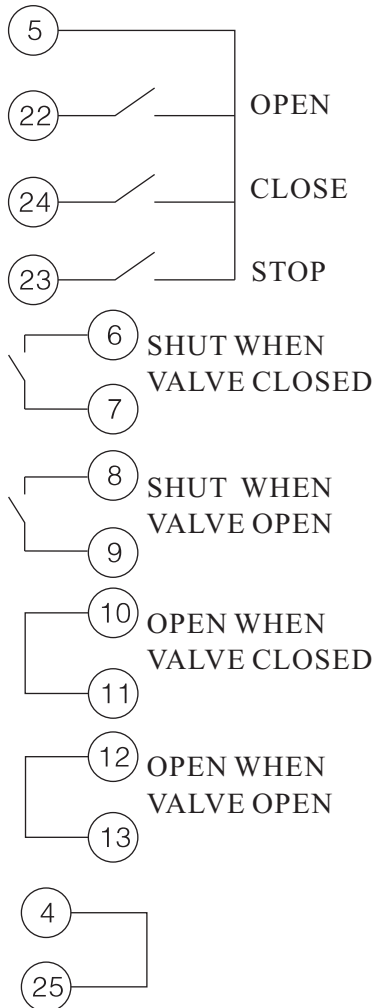 5
22 OPEN
24 CLOSE
23 STOP
6 SHUT WHEN
VALVE CLOSED
7
8 SHUT WHEN
VALVE OPEN
9
10 OPEN WHEN
VALVE CLOSED
11
12 OPEN WHEN
VALVE OPEN
13
4
25